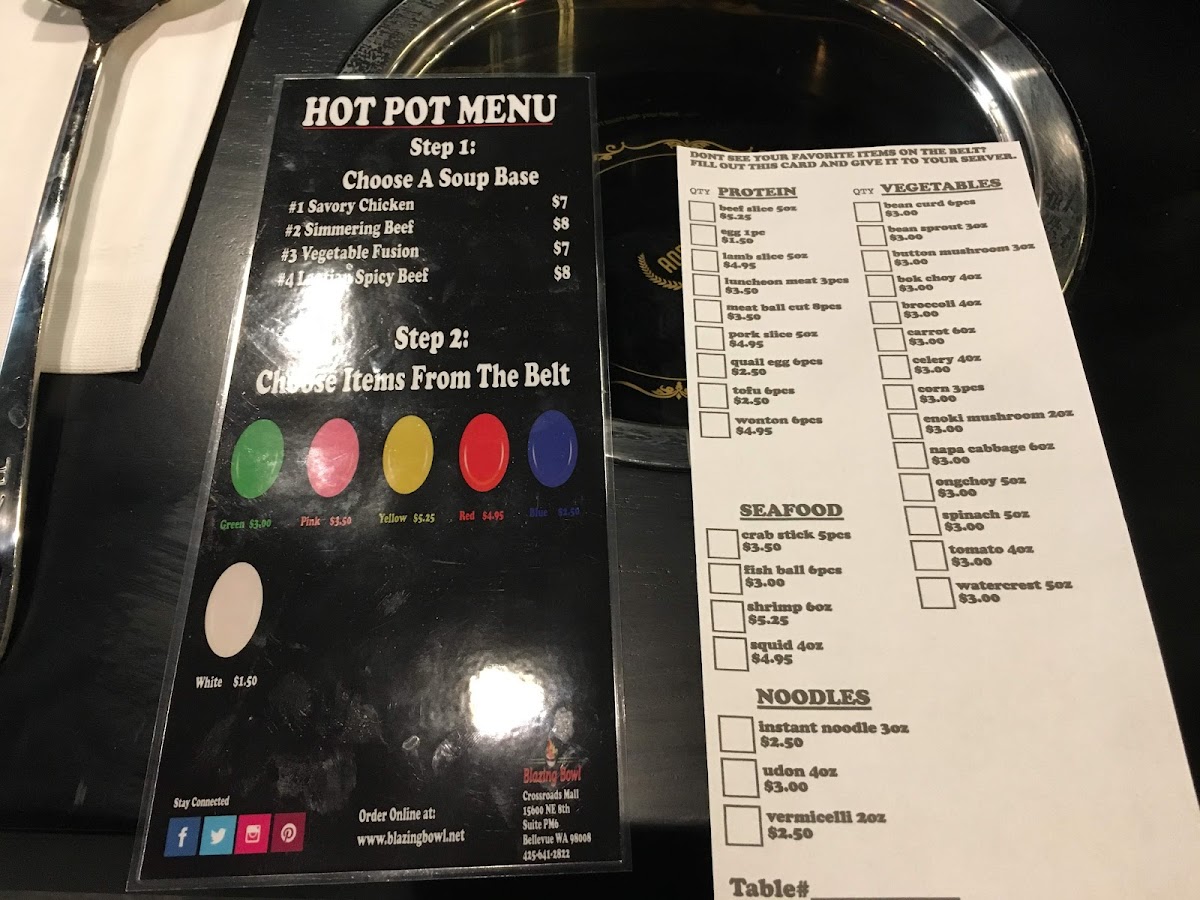 HOT POT MENU
Step 1:
Choose A Soup Base
#1 Savory Chicken $7
#2 Simmering Beef $8
#3 Vegetable Fusion $7
#4 Spicy Beef $8
Step 2:
Choose Items From The Belt
Green $3.00 Pink $3.50 Yellow $5.25 Red $4.95 Blue $2.50
White $1.50
Stay Connected
Order Online at:
www.blazingbowl.net
Blazing Bowl
Crossroads Mall
15600 NE 8th
Suite PM6
Bellevue WA 98008
425-641-2822
DONT SEE YOUR FAVORITE ITEMS ON THE BELT?
FILL OUT THIS CARD AND GIVE IT TO YOUR SERVER.
QTY PROTEIN
beef slice 5oz
$5.25
egg 1pc
$1.50
lamb slice 5oz
$4.95
luncheon meat 3pcs
$3.50
meat ball cut 8pcs
$3.50
pork slice 5oz
$4.95
quail egg 6pcs
$2.50
tofu 6pcs
$2.50
wonton 6pcs
$4.95
SEAFOOD
crab stick 5pcs
$3.50
fish ball 6pcs
$3.00
shrimp 6oz
$5.25
squid 4oz
$4.95
NOODLES
instant noodle 3oz
$2.50
udon 4oz
$3.00
vermicelli 2oz
$2.50
Table#
QTY VEGETABLES
bean curd 6pcs
$3.00
bean sprout 3oz
$3.00
button mushroom 3oz
$3.00
bok choy 4oz
$3.00
broccoli 4oz
$3.00
carrot 6oz
$3.00
celery 4oz
$3.00
corn 3pcs
$3.00
enoki mushroom 2oz
$3.00
napa cabbage 6oz
$3.00
ongchoy 5oz
$3.00
spinach 5oz
$3.00
tomato 4oz
$3.00
watercrest 5oz
$3.00